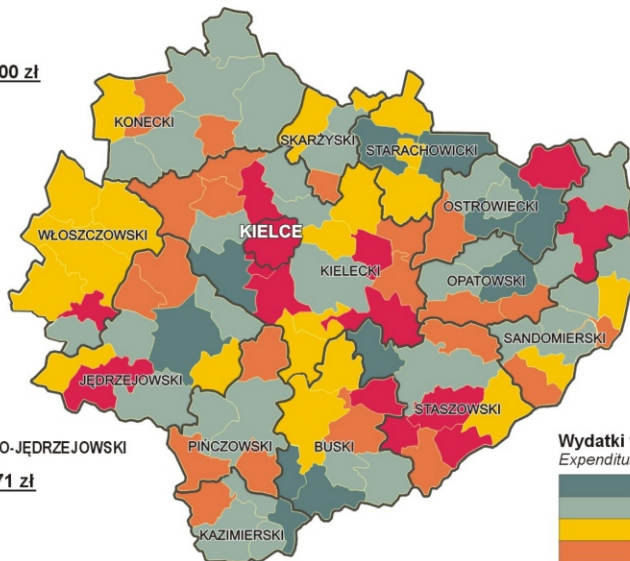 00 zł
KONECKI
SKARŻYSKI
STARACHOWICKI
OSTROWIECKI
WŁOSZCZOWSKI
KIELCE
KIELECKI
OPATOWSKI
SANDOMIERSKI
JĘDRZEJOWSKI
STASZOWSKI
O-JĘDRZEJOWSKI
PIŃCZOWSKI
BUSKI
71 zł
KAZIMIERSKI
Wydatki
Expenditu